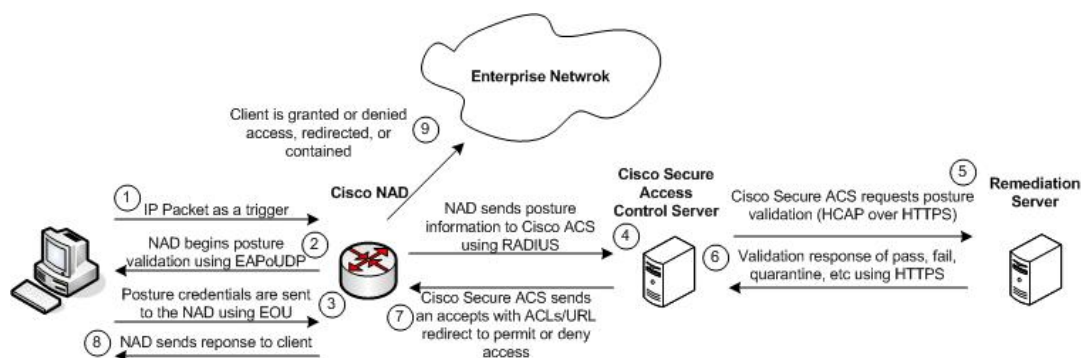 Enterprise Netwrok
Client is granted or denied
access, redirected, or
contained
9
Cisco NAD
1
IP Packet as a trigger
NAD begins posture
validation using EAPoUDP
2
Posture credentials are sent
to the NAD using EOU
3
8
NAD sends reponse to client
NAD sends posture
information to Cisco ACS
using RADIUS
4
Cisco Secure ACS sends
an accepts with ACLs/URL
redirect to permit or deny
access
7
Cisco Secure
Access
Control Server
5
Cisco Secure ACS requests posture
validation (HCAP over HTTPS)
6
Validation response of pass, fail,
quarantine, etc using HTTPS
Remediation
Server